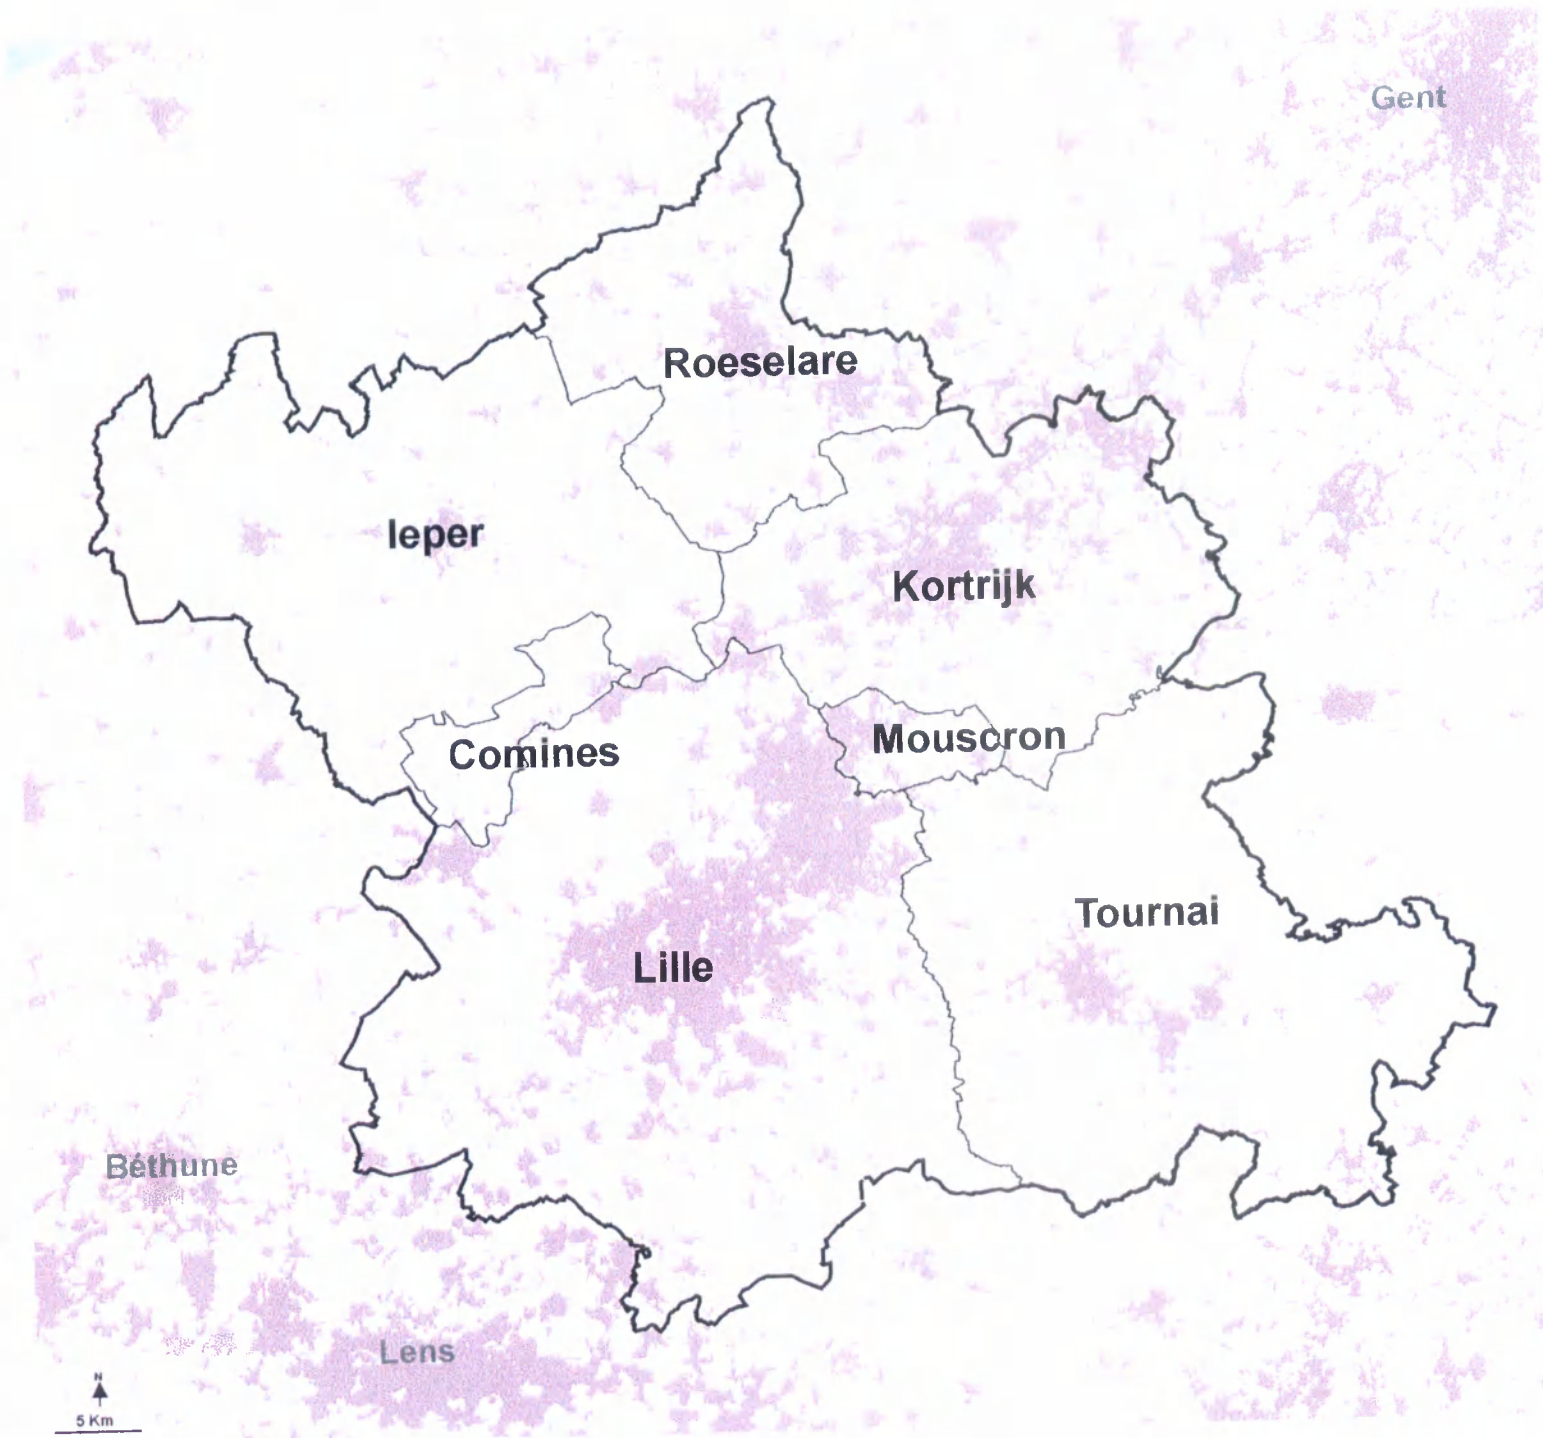 Gent
Roeselare
Ieper
Kortrijk
Mouscron
Comines
Tournai
Lille
Béthune
Lens
N
5 Km